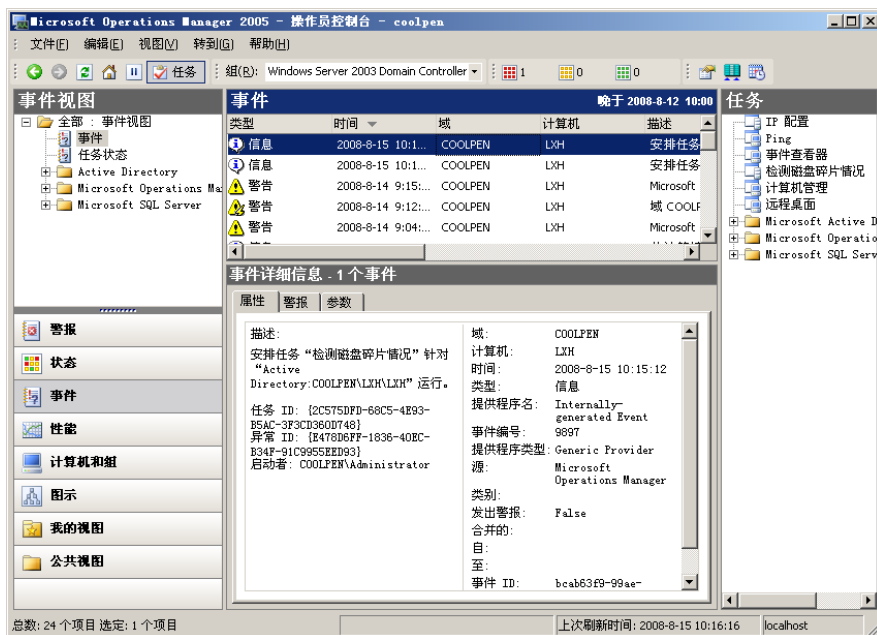 Microsoft Operations Manager 2005 - 操作员控制台 - coolpen
文件(F) 编辑(E) 视图(V) 转到(G) 帮助(H)
任务 组(R): Windows Server 2003 Domain Controller 1 0 0
事件视图
全部 : 事件视图
事件
任务状态
Active Directory
Microsoft Operations Ma
Microsoft SQL Server
警报
状态
事件
性能
计算机和组
图示
我的视图
公共视图
事件 晚于 2008-8-12 10:00
类型 时间 域 计算机 描述
信息 2008-8-15 10:1... COOLPEN LXH 安排任务
信息 2008-8-15 10:1... COOLPEN LXH 安排任务
警告 2008-8-14 9:15:... COOLPEN LXH Microsoft
警告 2008-8-14 9:12:... COOLPEN LXH 域 COOLP
警告 2008-8-14 9:04:... COOLPEN LXH Microsoft
事件详细信息 - 1 个事件
属性 警报 参数
描述:
安排任务“检测磁盘碎片情况”针对
“Active
Directory:COOLPEN\LXH\LXH”运行。
任务 ID: {2C575DFD-68C5-4E93-
B5AC-3F3CD360D748}
异常 ID: {E478D6FF-1836-40EC-
B34F-91C9955EED93}
启动者: COOLPEN\Administrator
域: COOLPEN
计算机: LXH
时间: 2008-8-15 10:15:12
类型: 信息
提供程序名: Internally-
generated Event
事件编号: 9897
提供程序类型: Generic Provider
源: Microsoft
Operations Manager
类别:
发出警报: False
合并的:
自:
至:
事件 ID: bcab63f9-99ae-
任务
IP 配置
Ping
事件查看器
检测磁盘碎片情况
计算机管理
远程桌面
Microsoft Active D
Microsoft Operatio
Microsoft SQL Serv
总数: 24 个项目 选定: 1 个项目 上次刷新时间: 2008-8-15 10:16:16 localhost